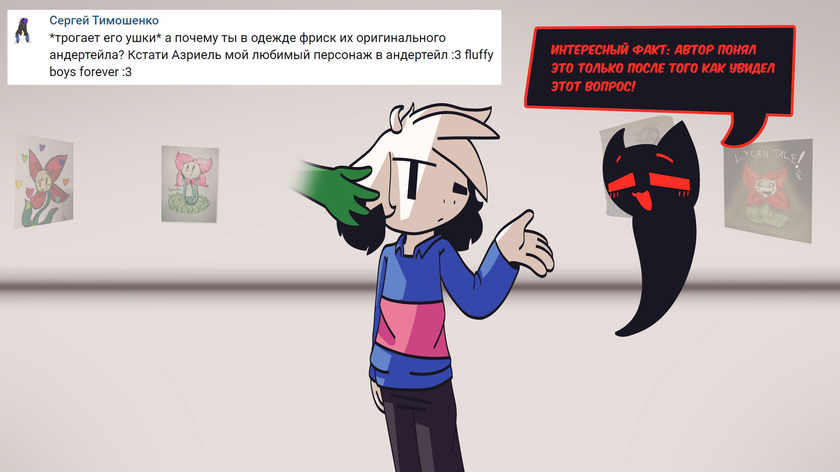 Сергей Тимошенко
*трогает его ушки* а почему ты в одежде фриск их оригинального
андертейла? Кстати Азриель мой любимый персонаж в андертейл :3 fluffy
boys forever :3
ИНТЕРЕСНЫЙ ФАКТ: АВТОР ПОНЯЛ
ЭТО ТОЛЬКО ПОСЛЕ ТОГО КАК УВИДЕЛ
ЭТОТ ВОПРОС!
LYCANTALE!